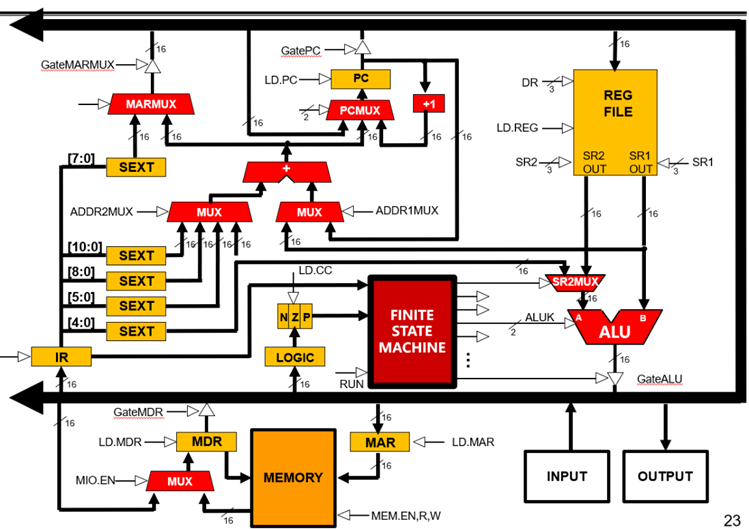 16
16
GatePC
GateMARMUX
LD.PC
PC
DR
3
REG
FILE
MARMUX
2
PCMUX
+1
LD.REG
16
16
16
16
16
16
[7:0]
SEXT
SR2
3
SR2
OUT
SR1
OUT
3
SR1
+
ADDR2MUX
MUX
MUX
ADDR1MUX
16
16
[10:0]
SEXT
16
16
16
16
16
LD.CC
16
[8:0]
SEXT
SR2MUX
[5:0]
SEXT
16
N
Z
P
FINITE
STATE
MACHINE
ALUK
2
A
B
ALU
[4:0]
SEXT
IR
LOGIC
16
RUN
GateALU
16
16
GateMDR
16
LD.MDR
MDR
MAR
LD.MAR
16
MEMORY
MIO.EN
MUX
INPUT
OUTPUT
16
MEM.EN,R,W
23